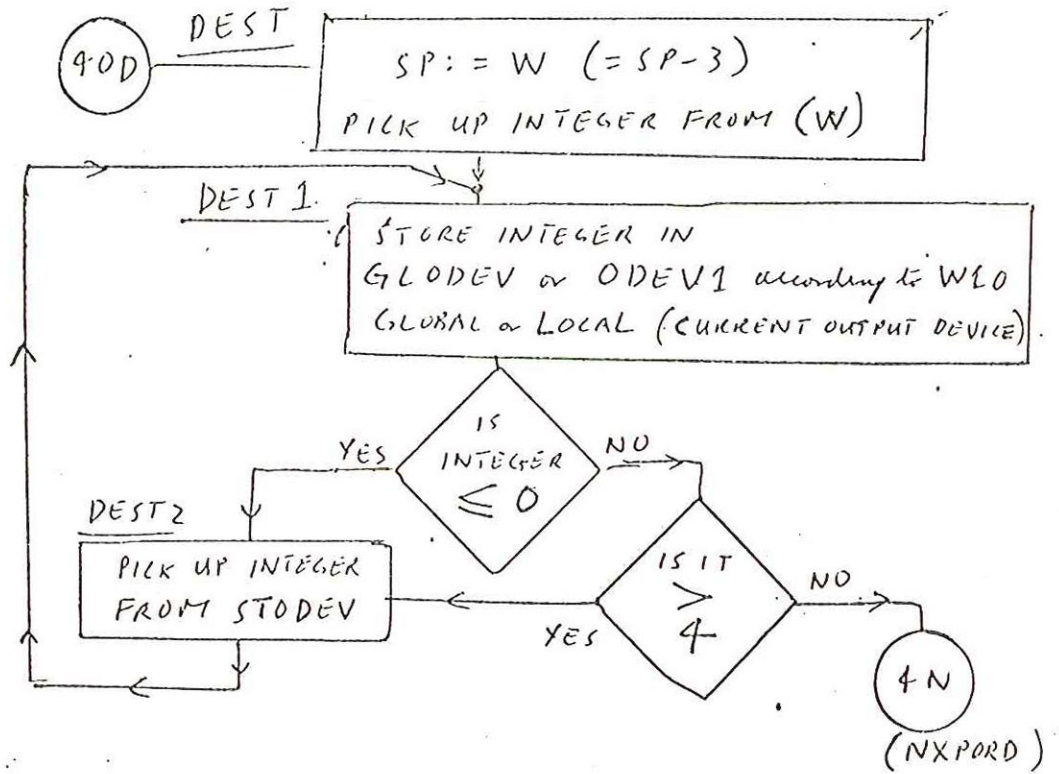 DEST
40D
SP := W (= SP-3)
PICK UP INTEGER FROM (W)
DEST 1.
STORE INTEGER IN
GLODEV or ODEV1 according to W10
GLOBAL or LOCAL (CURRENT OUTPUT DEVICE).
IS
INTEGER
≤ 0
YES
NO
DEST2
PICK UP INTEGER
FROM STODEV
IS IT
>
4
YES
NO
4N
(NXPORD)